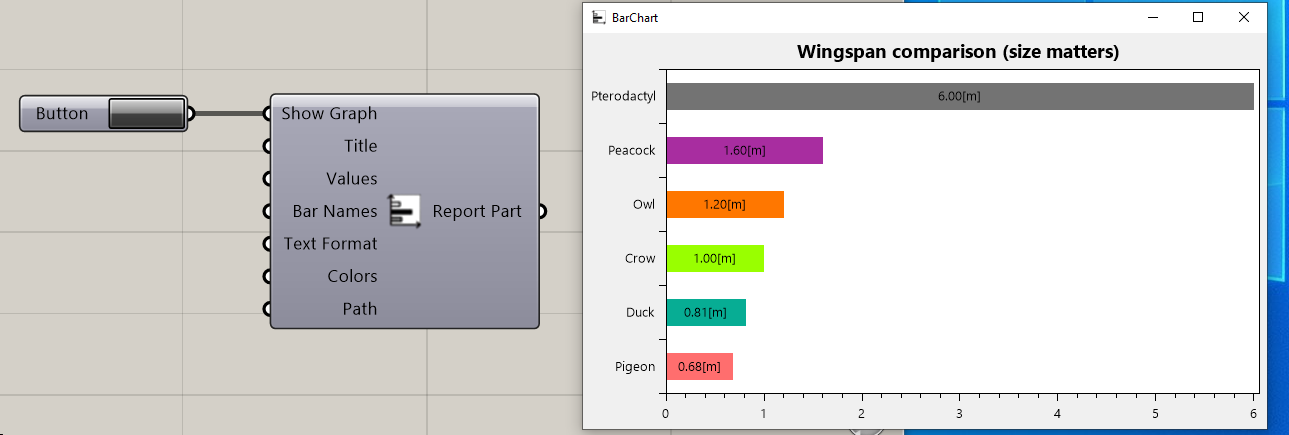 Button
Show Graph
Title
Values
Bar Names
Report Part
Text Format
Colors
Path
BarChart
Wingspan comparison (size matters)
Pterodactyl
6.00[m]
Peacock
1.60[m]
Owl
1.20[m]
Crow
1.00[m]
Duck
0.81[m]
Pigeon
0.68[m]
0 1 2 3 4 5 6